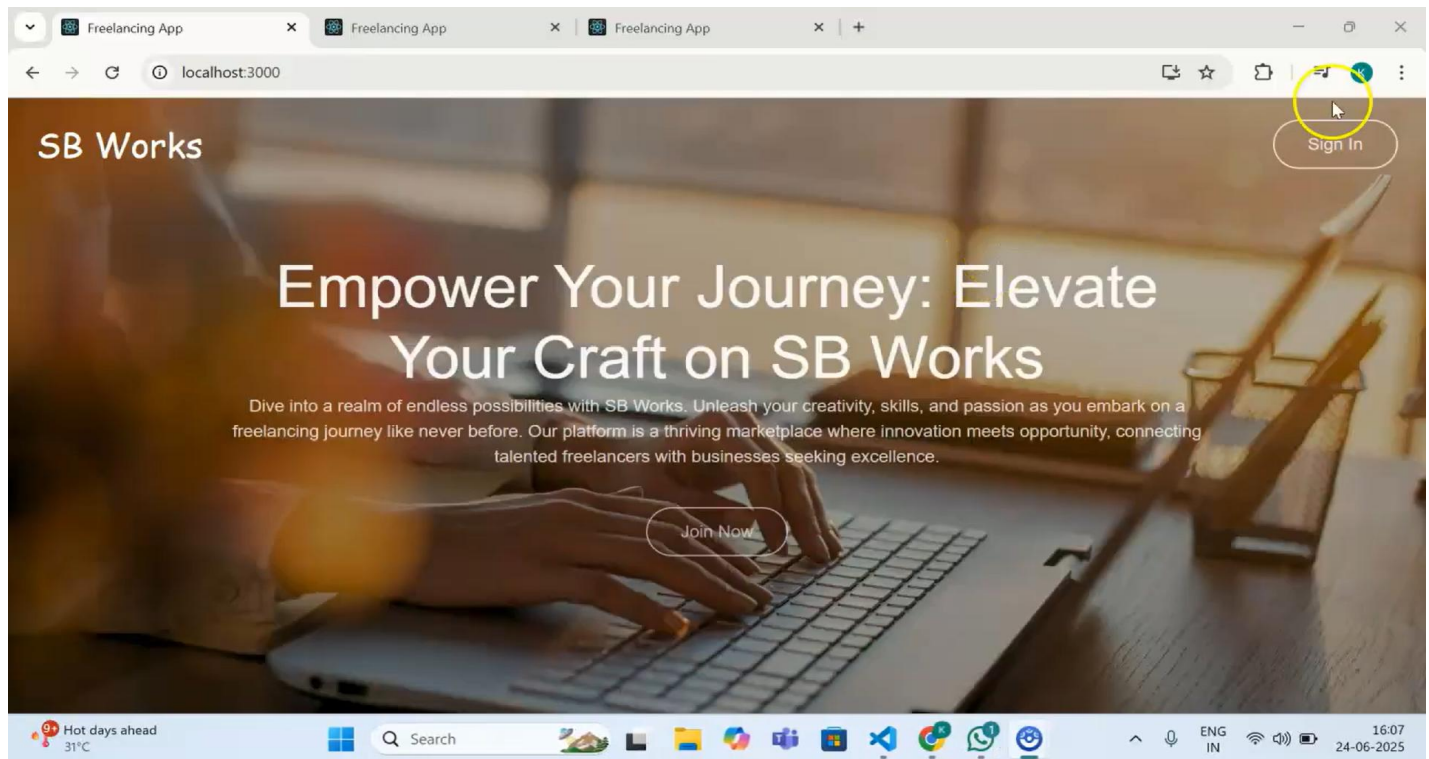 Freelancing App
Freelancing App
Freelancing App
localhost:3000
K
SB Works
Sign In
Empower Your Journey: Elevate
Your Craft on SB Works
Dive into a realm of endless possibilities with SB Works. Unleash your creativity, skills, and passion as you embark on a
freelancing journey like never before. Our platform is a thriving marketplace where innovation meets opportunity, connecting
talented freelancers with businesses seeking excellence.
Join Now
9+
Hot days ahead
31°C
Search
K
1
ENG
IN
16:07
24-06-2025